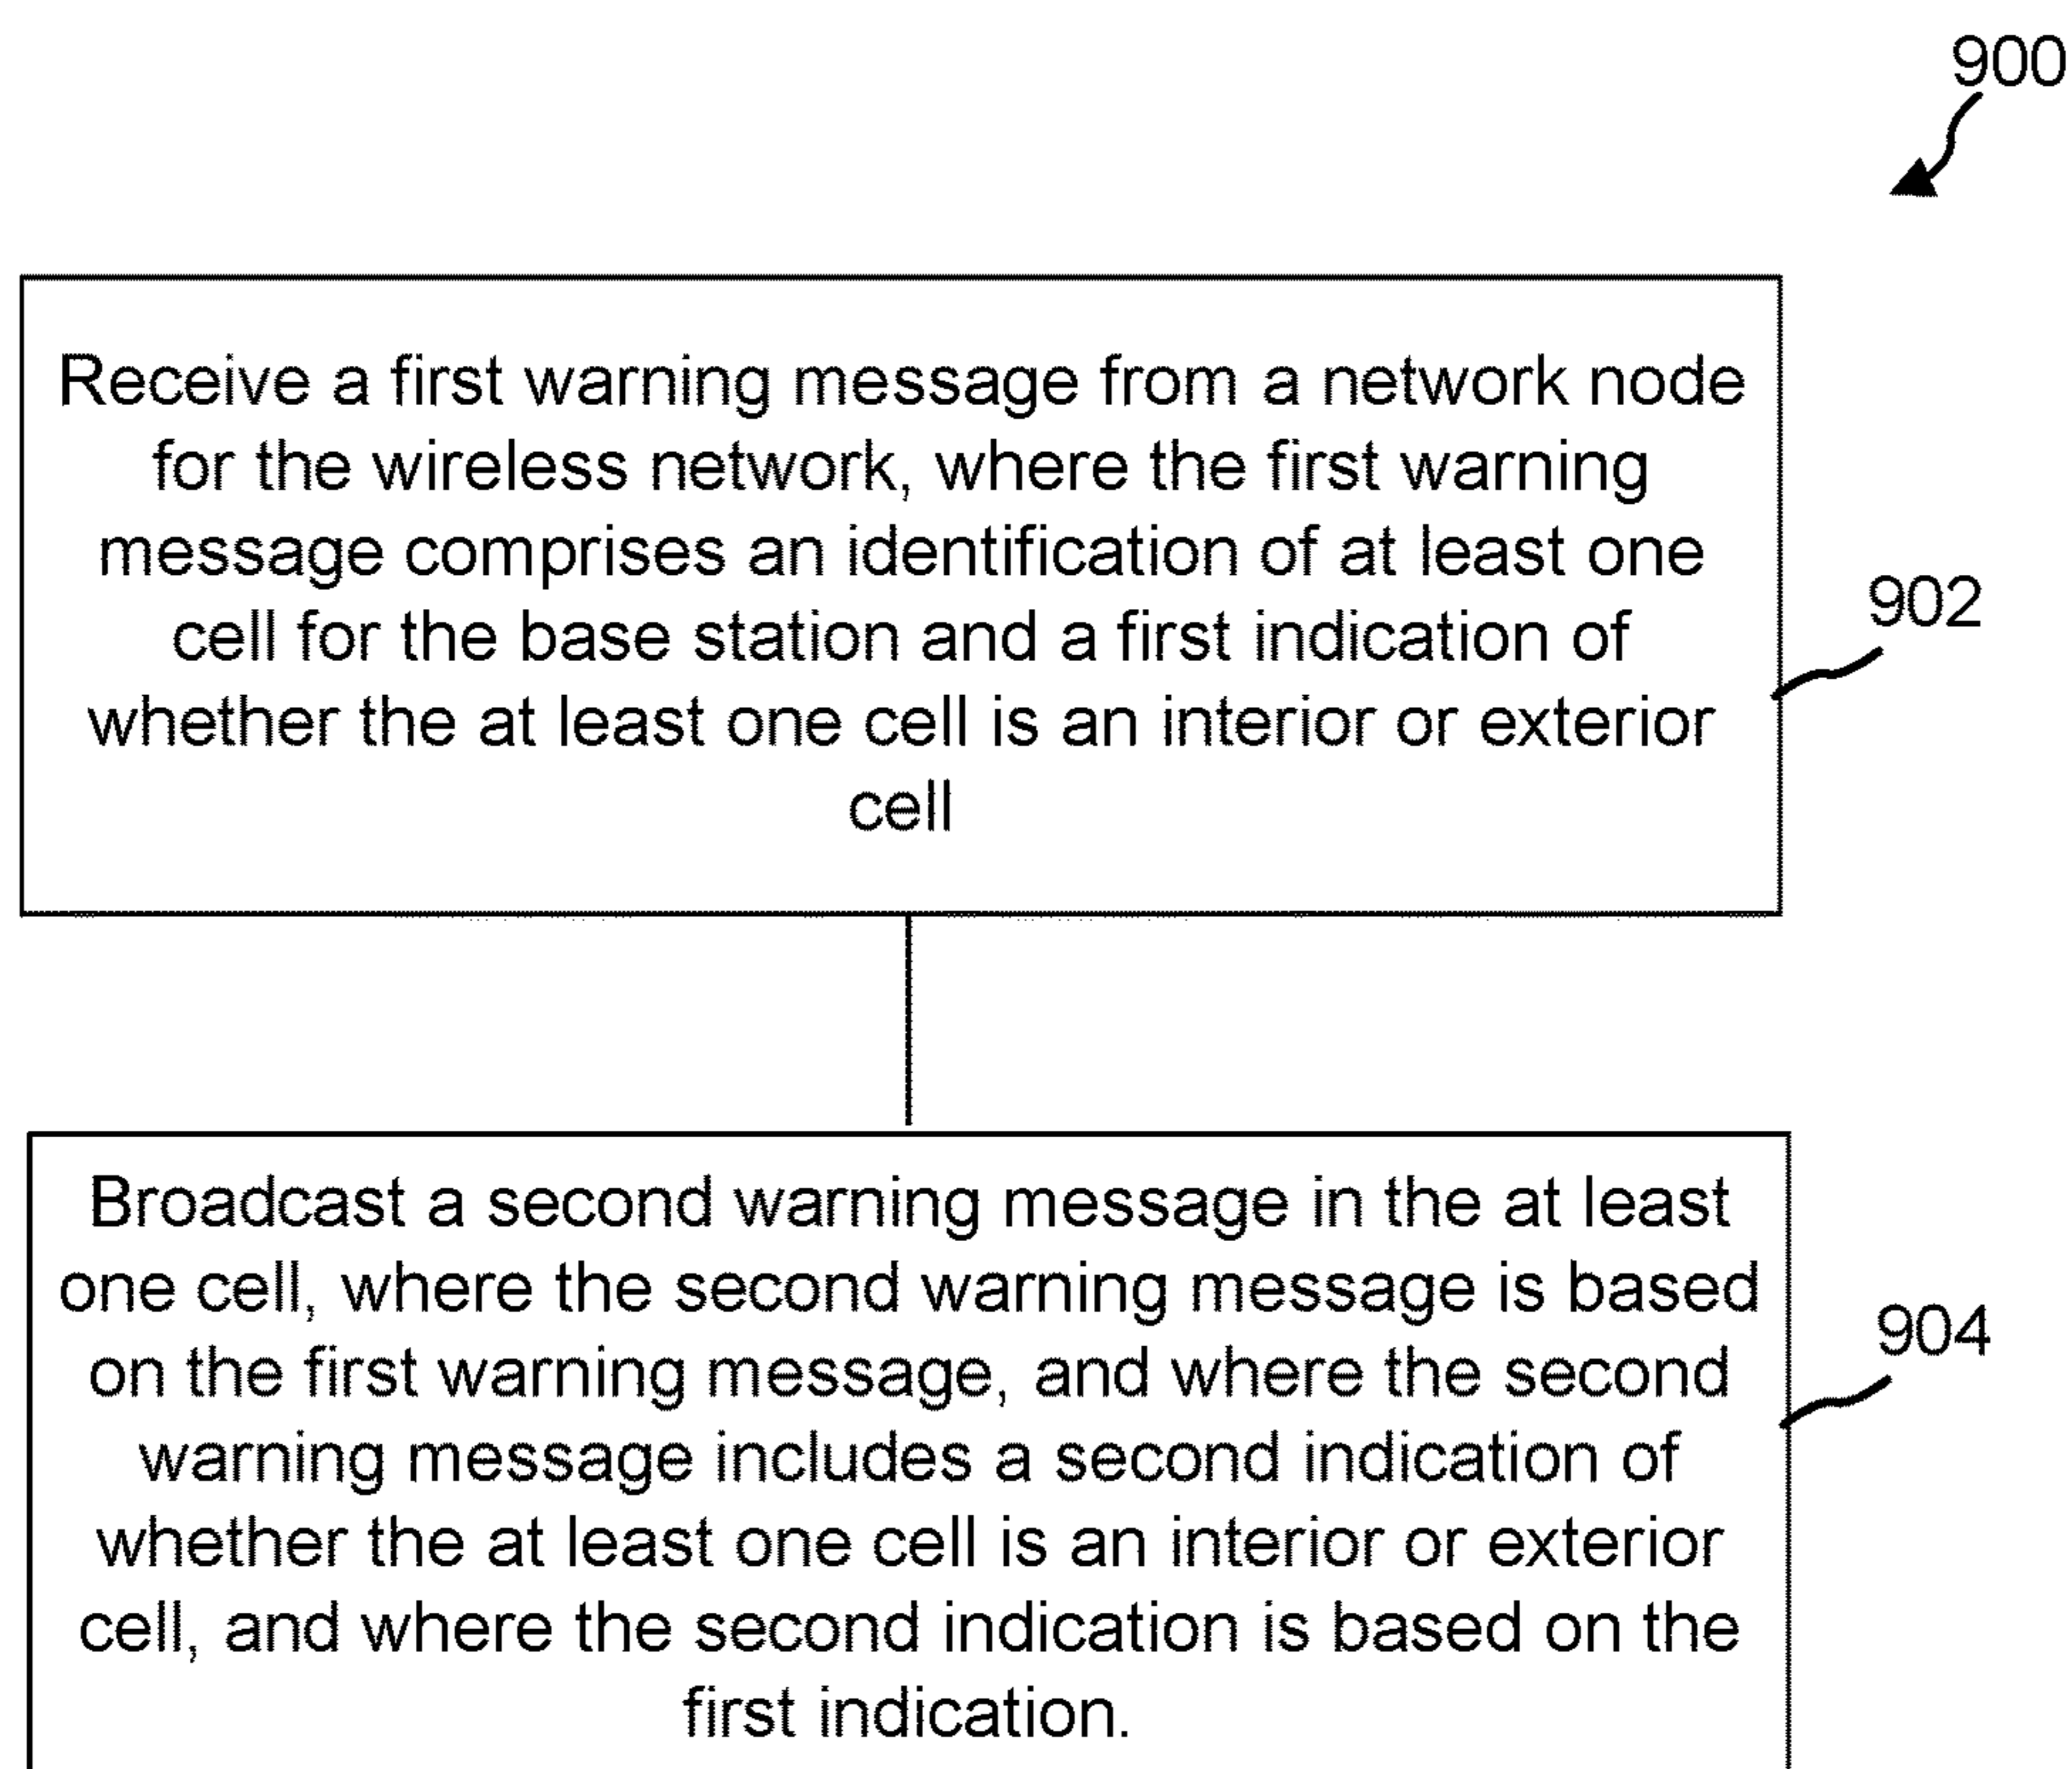 900
Receive a first warning message from a network node
for the wireless network, where the first warning
message comprises an identification of at least one
cell for the base station and a first indication of
whether the at least one cell is an interior or exterior
cell
902
Broadcast a second warning message in the at least
one cell, where the second warning message is based
on the first warning message, and where the second
warning message includes a second indication of
whether the at least one cell is an interior or exterior
cell, and where the second indication is based on the
first indication.
904